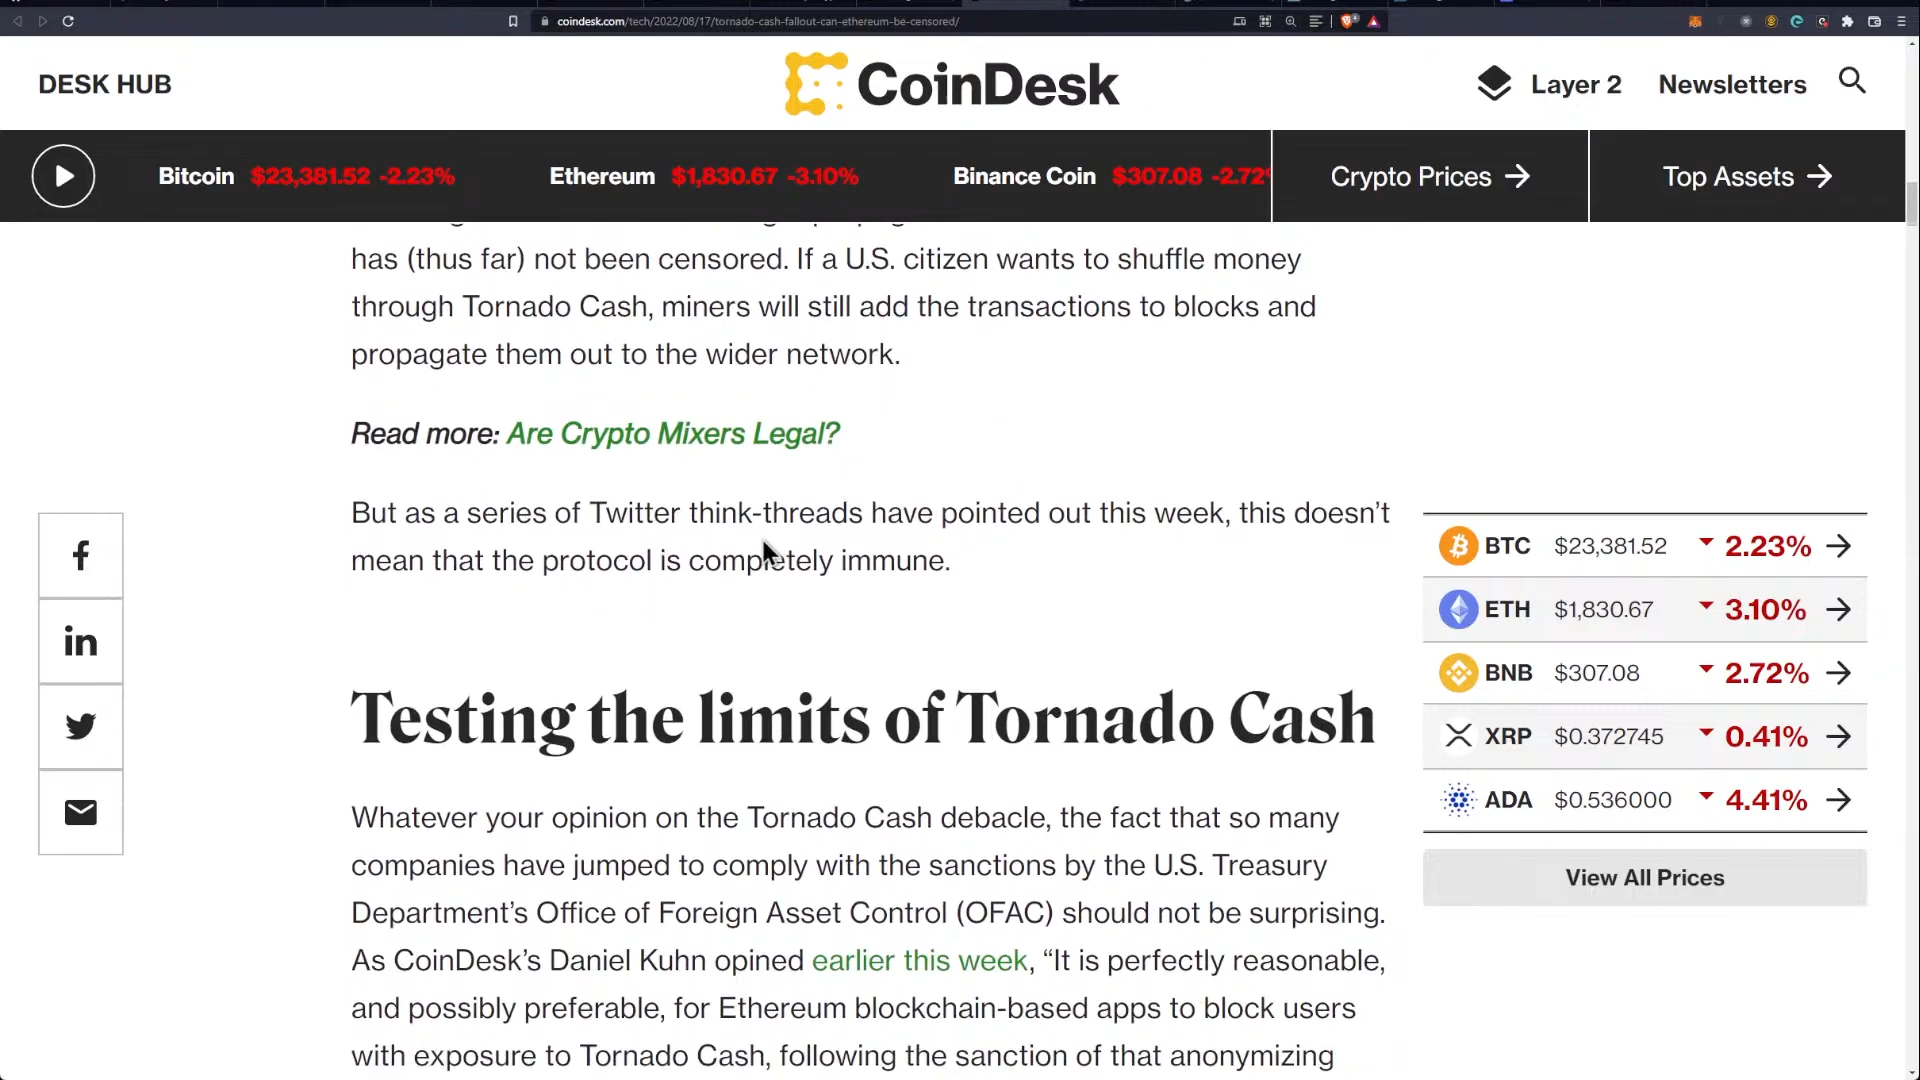 coindesk.com/tech/2022/08/17/tornado-cash-fallout-can-ethereum-be-censored/
DESK HUB
CoinDesk
Layer 2
Newsletters
Bitcoin $23,381.52 -2.23%
Ethereum $1,830.67 -3.10%
Binance Coin $307.08 -2.72
Crypto Prices →
Top Assets →
has (thus far) not been censored. If a U.S. citizen wants to shuffle money
through Tornado Cash, miners will still add the transactions to blocks and
propagate them out to the wider network.
Read more: Are Crypto Mixers Legal?
But as a series of Twitter think-threads have pointed out this week, this doesn’t
mean that the protocol is completely immune.
Testing the limits of Tornado Cash
Whatever your opinion on the Tornado Cash debacle, the fact that so many
companies have jumped to comply with the sanctions by the U.S. Treasury
Department’s Office of Foreign Asset Control (OFAC) should not be surprising.
As CoinDesk’s Daniel Kuhn opined earlier this week, “It is perfectly reasonable,
and possibly preferable, for Ethereum blockchain-based apps to block users
with exposure to Tornado Cash, following the sanction of that anonymizing
BTC $23,381.52 2.23% →
ETH $1,830.67 3.10% →
BNB $307.08 2.72% →
XRP $0.372745 0.41% →
ADA $0.536000 4.41% →
View All Prices